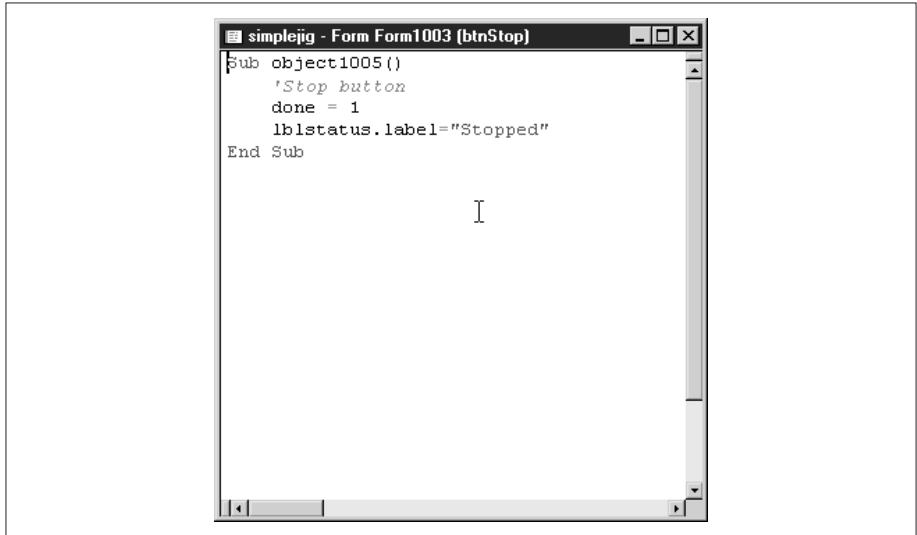 simplejig - Form Form1003 (btnStop)
Sub object1005()
'Stop button
done = 1
lblstatus.label="Stopped"
End Sub